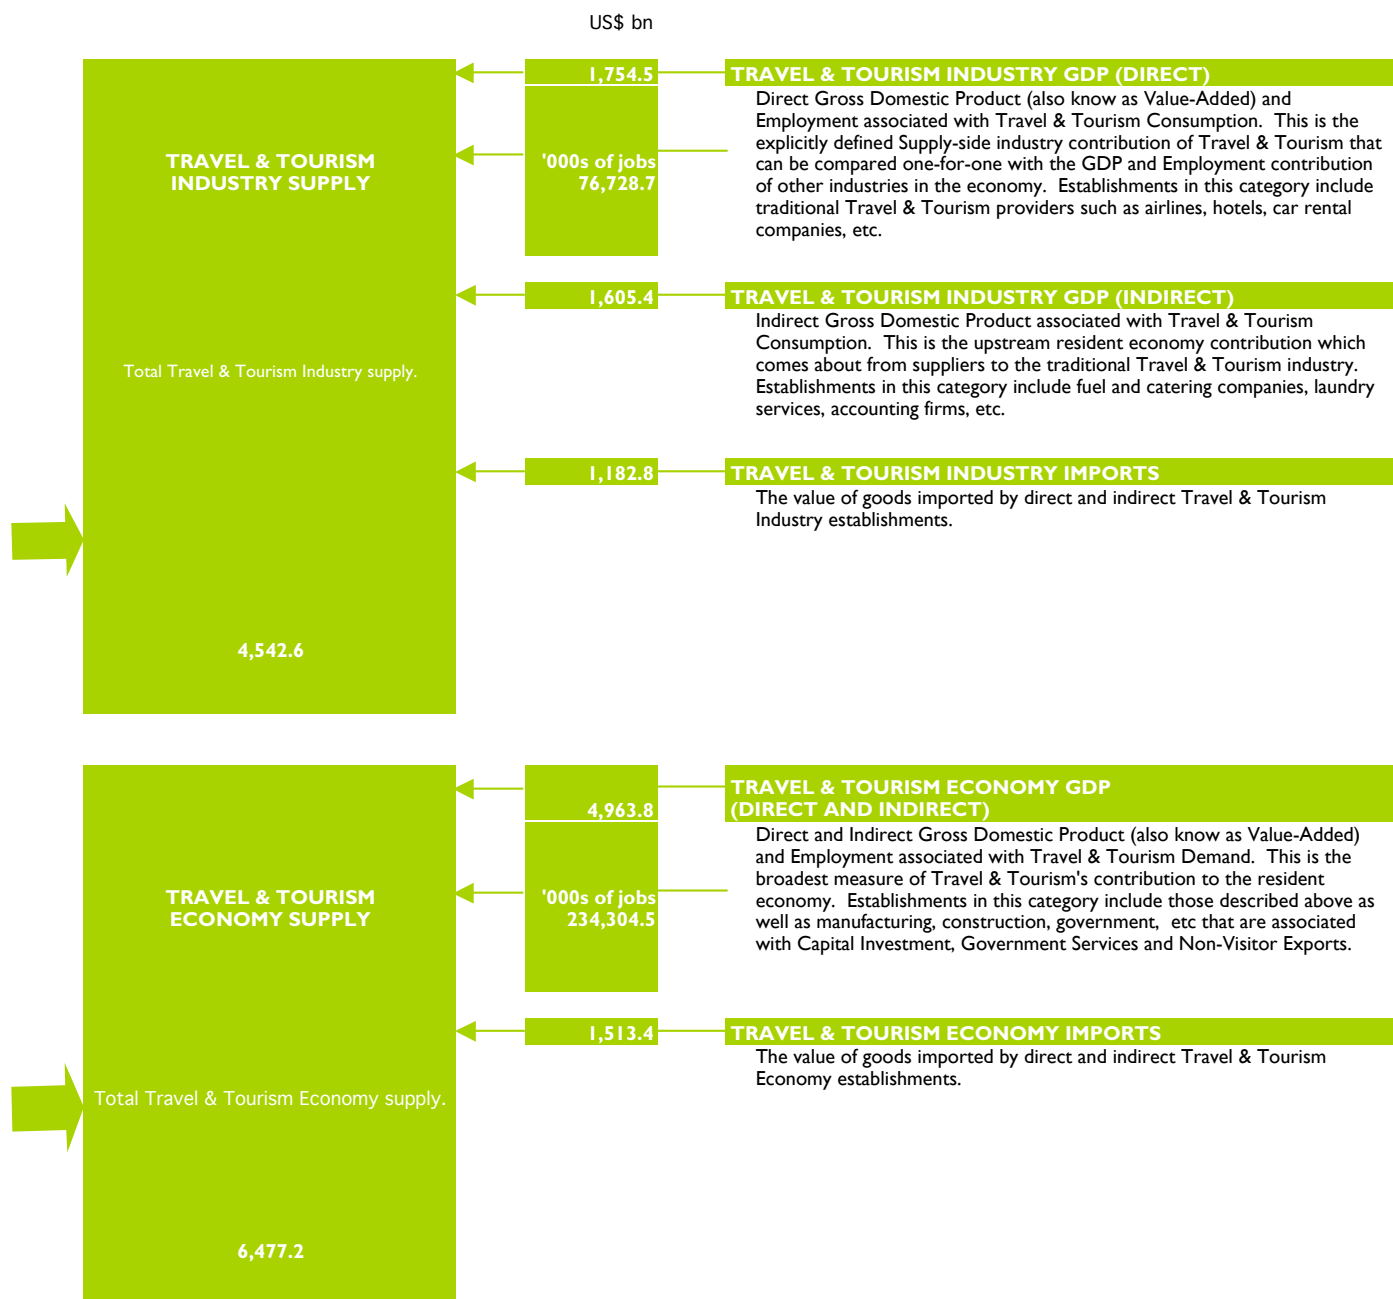 US$ bn
TRAVEL & TOURISM
INDUSTRY SUPPLY
Total Travel & Tourism Industry supply.
4,542.6
1,754.5
'000s of jobs
76,728.7
TRAVEL & TOURISM INDUSTRY GDP (DIRECT)
Direct Gross Domestic Product (also know as Value-Added) and
Employment associated with Travel & Tourism Consumption. This is the
explicitly defined Supply-side industry contribution of Travel & Tourism that
can be compared one-for-one with the GDP and Employment contribution
of other industries in the economy. Establishments in this category include
traditional Travel & Tourism providers such as airlines, hotels, car rental
companies, etc.
1,605.4
TRAVEL & TOURISM INDUSTRY GDP (INDIRECT)
Indirect Gross Domestic Product associated with Travel & Tourism
Consumption. This is the upstream resident economy contribution which
comes about from suppliers to the traditional Travel & Tourism industry.
Establishments in this category include fuel and catering companies, laundry
services, accounting firms, etc.
1,182.8
TRAVEL & TOURISM INDUSTRY IMPORTS
The value of goods imported by direct and indirect Travel & Tourism
Industry establishments.
TRAVEL & TOURISM
ECONOMY SUPPLY
Total Travel & Tourism Economy supply.
6,477.2
4,963.8
'000s of jobs
234,304.5
TRAVEL & TOURISM ECONOMY GDP
(DIRECT AND INDIRECT)
Direct and Indirect Gross Domestic Product (also know as Value-Added)
and Employment associated with Travel & Tourism Demand. This is the
broadest measure of Travel & Tourism's contribution to the resident
economy. Establishments in this category include those described above as
well as manufacturing, construction, government, etc that are associated
with Capital Investment, Government Services and Non-Visitor Exports.
1,513.4
TRAVEL & TOURISM ECONOMY IMPORTS
The value of goods imported by direct and indirect Travel & Tourism
Economy establishments.